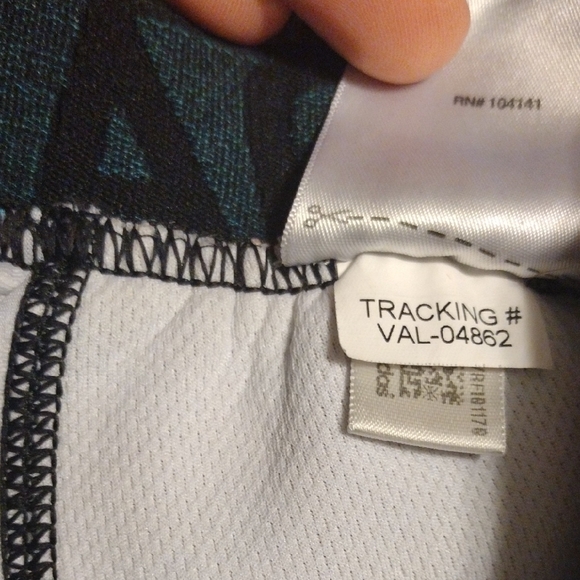 RN# 104141
TRACKING #
VAL-04862